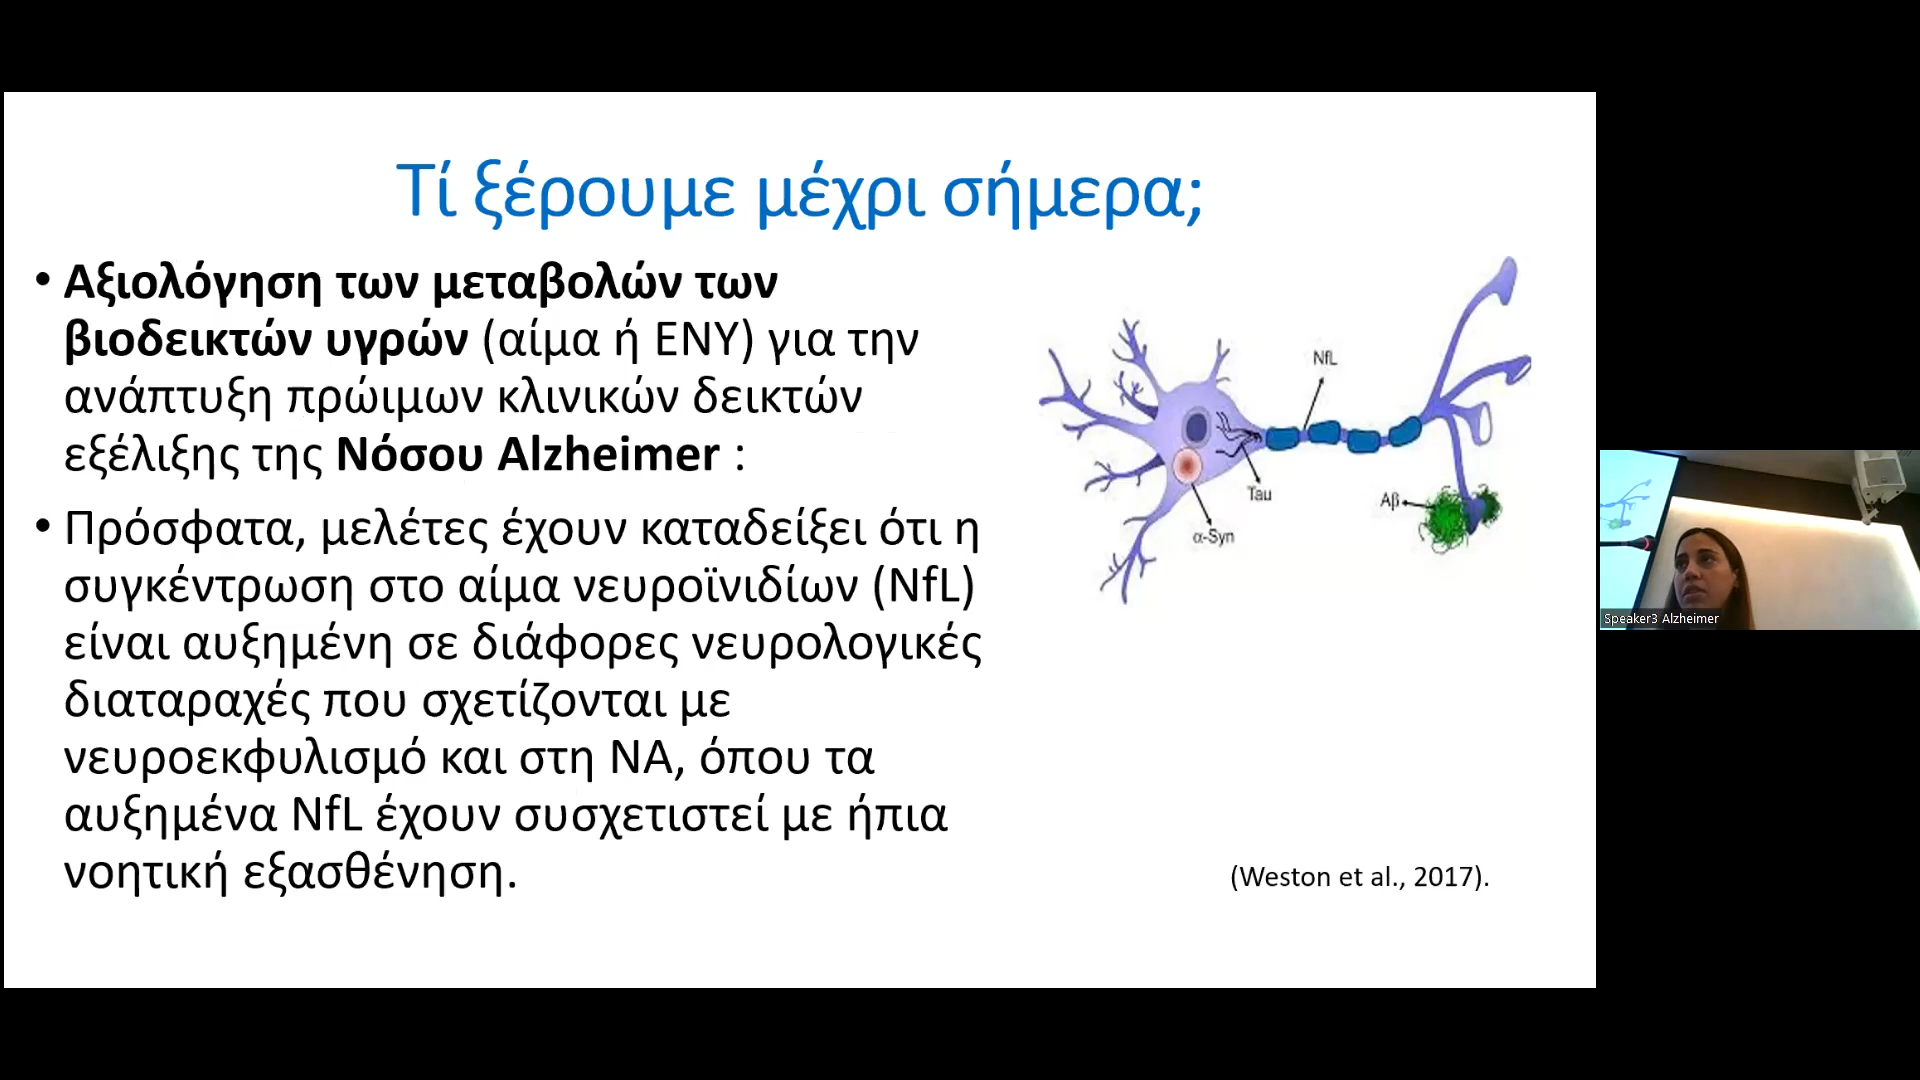 Τί ξέρουμε μέχρι σήμερα;
• Αξιολόγηση των μεταβολών των
βιοδεικτών υγρών (αίμα ή ΕΝΥ) για την
ανάπτυξη πρώιμων κλινικών δεικτών
εξέλιξης της Νόσου Alzheimer :
• Πρόσφατα, μελέτες έχουν καταδείξει ότι η
συγκέντρωση στο αίμα νευροϊνιδίων (NfL)
είναι αυξημένη σε διάφορες νευρολογικές
διαταραχές που σχετίζονται με
νευροεκφυλισμό και στη ΝΑ, όπου τα
αυξημένα NfL έχουν συσχετιστεί με ήπια
νοητική εξασθένηση.
NfL
Tau
Aβ
α-Syn
(Weston et al., 2017).
Speaker3 Alzheimer